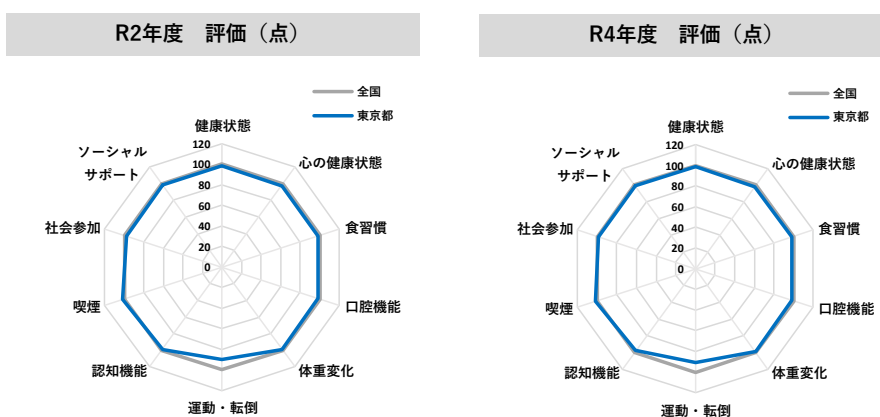 R2年度　評価（点）
全国
東京都
健康状態
心の健康状態
食習慣
口腔機能
体重変化
運動・転倒
認知機能
喫煙
社会参加
ソーシャル
サポート
120
100
80
60
40
20
0
R4年度　評価（点）
全国
東京都
健康状態
心の健康状態
食習慣
口腔機能
体重変化
運動・転倒
認知機能
喫煙
社会参加
ソーシャル
サポート
120
100
80
60
40
20
0